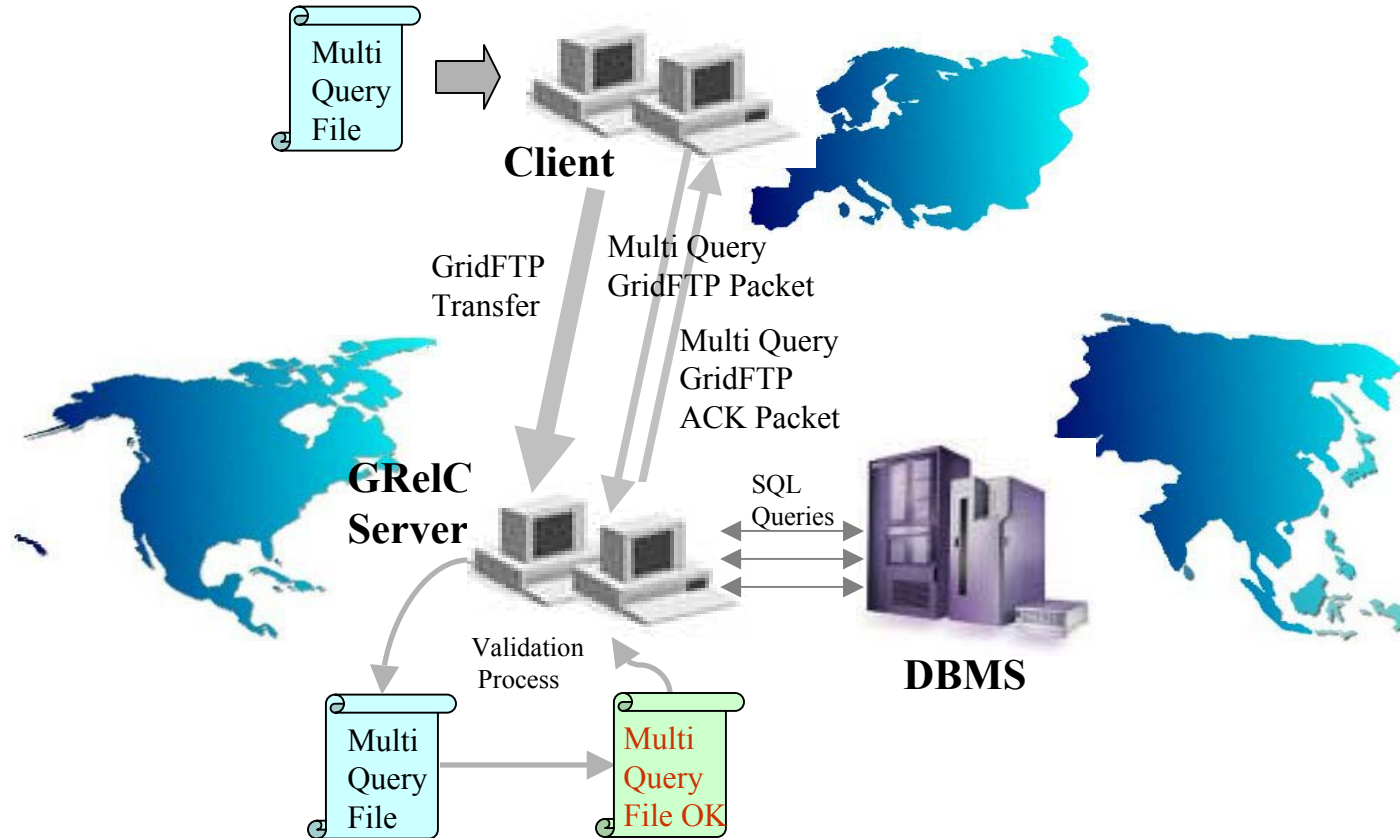 Multi
Query
File
Client
GridFTP
Transfer
Multi Query
GridFTP Packet
Multi Query
GridFTP
ACK Packet
GRelC
Server
SQL
Queries
DBMS
Validation
Process
Multi
Query
File
Multi
Query
File OK